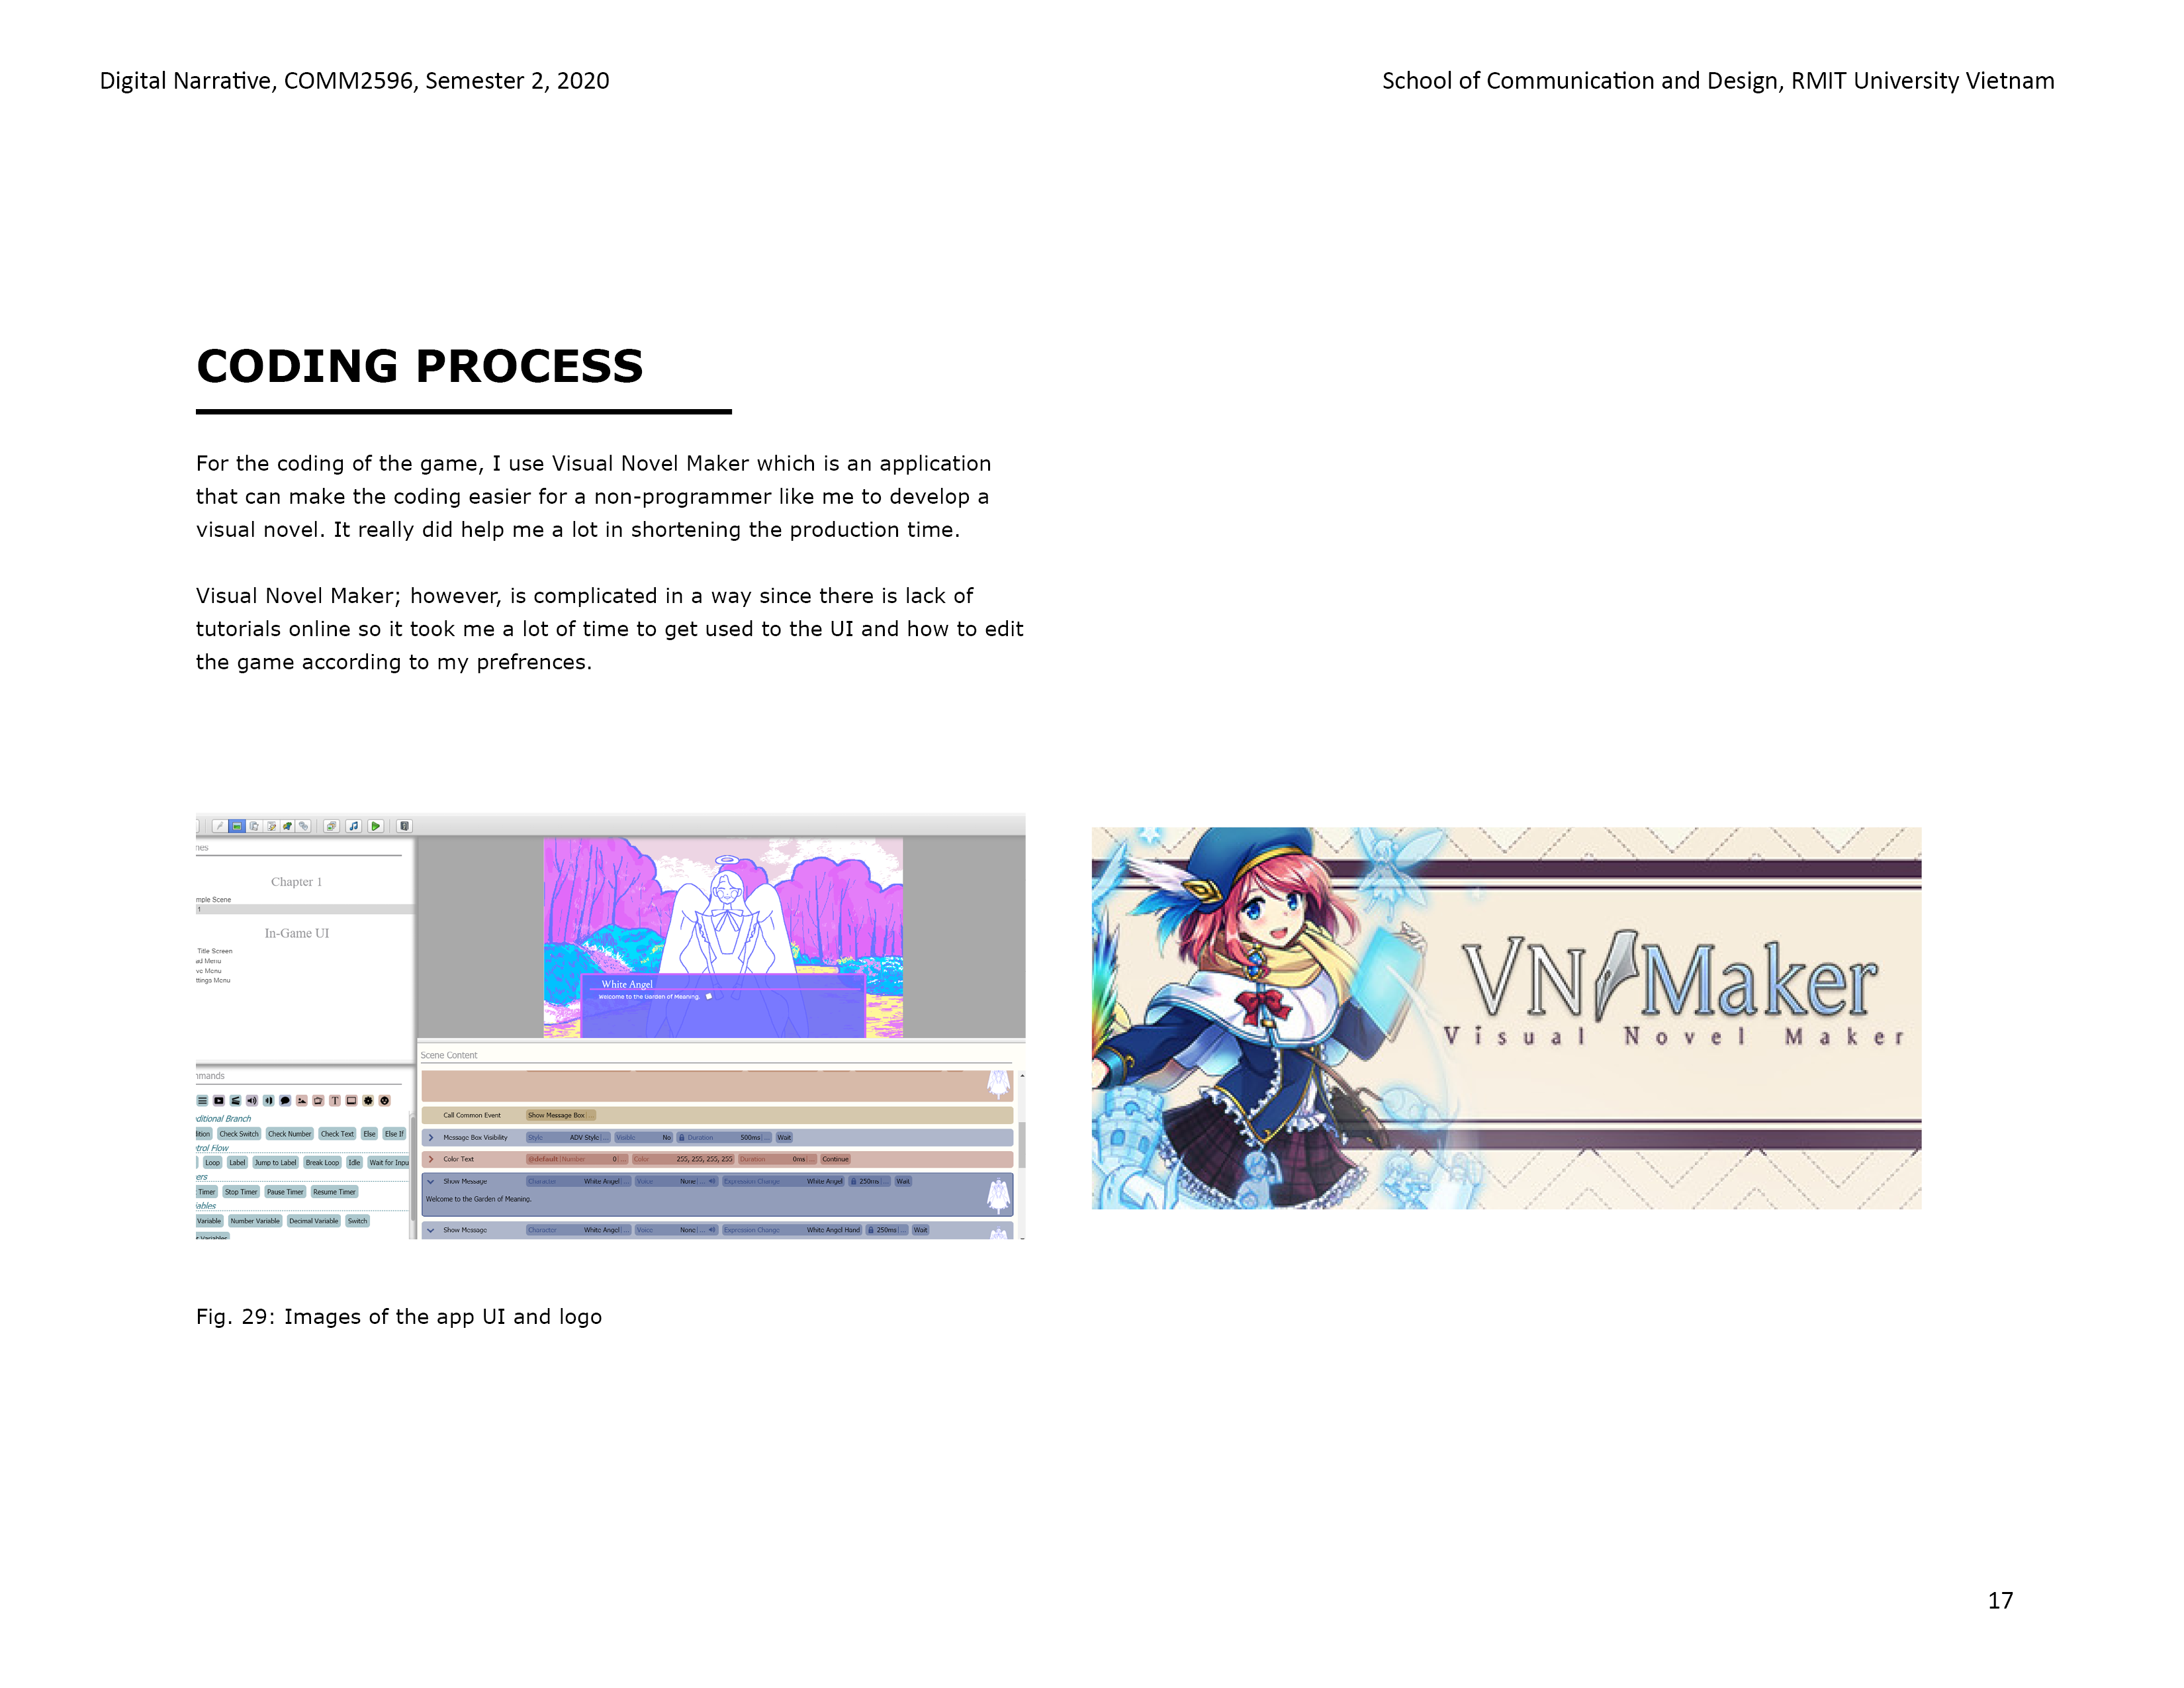 Digital Narrative, COMM2596, Semester 2, 2020
School of Communication and Design, RMIT University Vietnam
CODING PROCESS
For the coding of the game, I use Visual Novel Maker which is an application
that can make the coding easier for a non-programmer like me to develop a
visual novel. It really did help me a lot in shortening the production time.
Visual Novel Maker; however, is complicated in a way since there is lack of
tutorials online so it took me a lot of time to get used to the UI and how to edit
the game according to my prefrences.
Chapter 1
mple Scene
1
In-Game UI
Title Screen
ad Menu
ve Menu
ttings Menu
mmands
ditional Branch
dition Check Switch Check Number Check Text Else Else If
trol Flow
Loop Label Jump to Label Break Loop Idle Wait for Inpu
ers
Timer Stop Timer Pause Timer Resume Timer
iables
Variable Number Variable Decimal Variable Switch
r Variables
White Angel
Welcome to the Garden of Meaning.
Scene Content
Call Common Event Show Message Box ...
Message Box Visibility Style ADV Style ... Visible No Duration 500ms ... Wait
Color Text @default Number 0 ... Color 255, 255, 255, 255 Duration 0ms ... Continue
Show Message Character White Angel ... Voice None ... Expression Change White Angel 250ms ... Wait
Welcome to the Garden of Meaning.
Show Message Character White Angel ... Voice None ... Expression Change White Angel Hand 250ms ... Wait
VN Maker
Visual Novel Maker
Fig. 29: Images of the app UI and logo
17